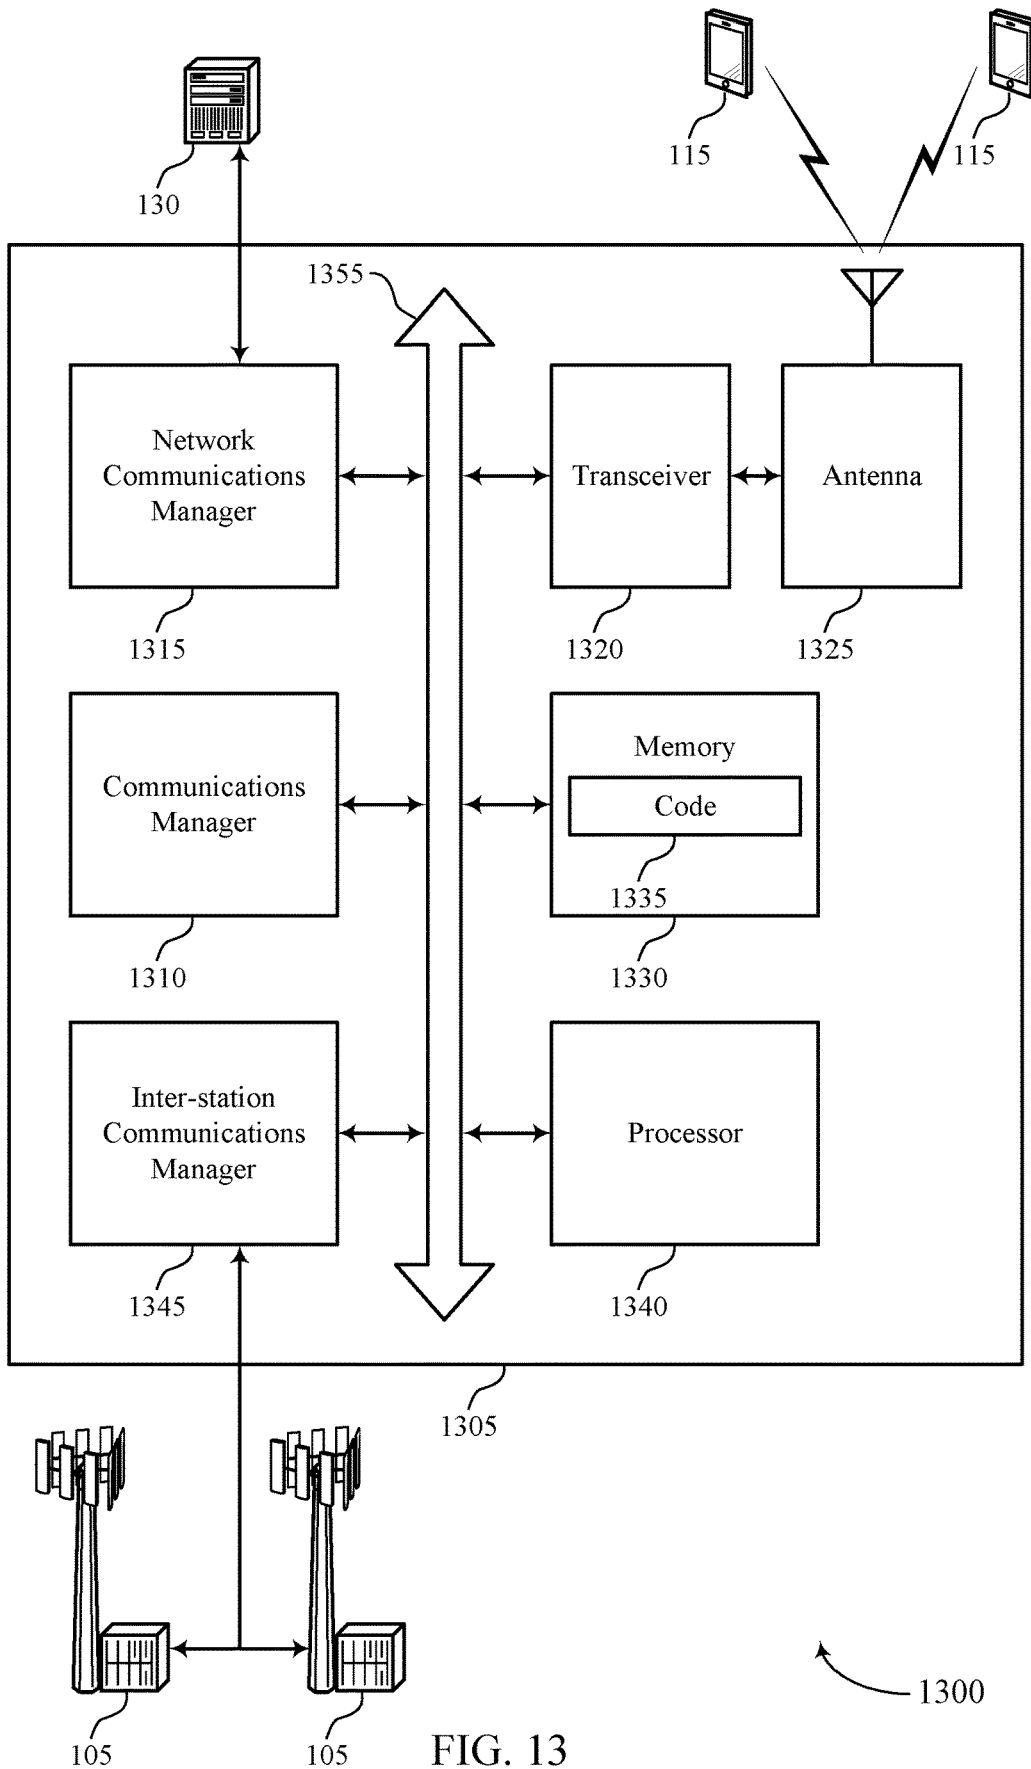 115
115
130
1355
Network
Communications
Manager
Transceiver
Antenna
1315
1320
1325
Communications
Manager
Memory
Code
1335
1310
1330
Inter-station
Communications
Manager
Processor
1345
1340
1305
105
105
1300
FIG. 13